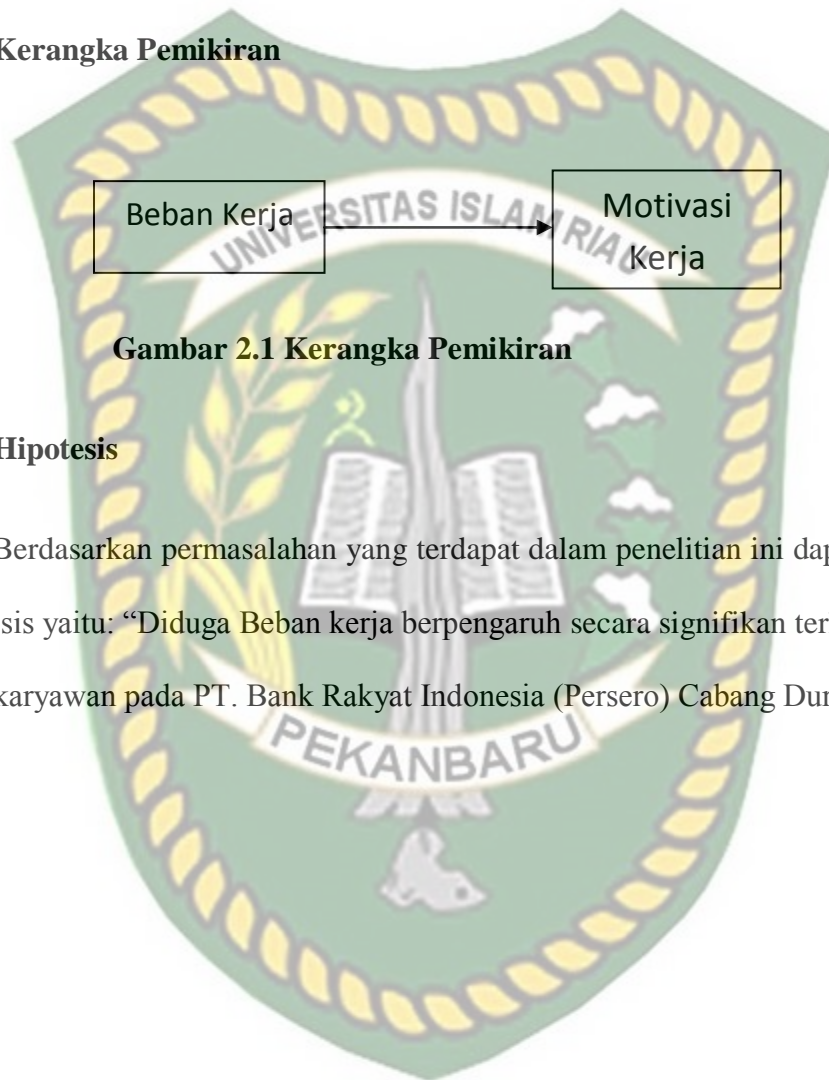 Kerangka Pemikiran
Beban Kerja
Motivasi
Kerja
UNIVERSITAS ISLAM RIAU
Gambar 2.1 Kerangka Pemikiran
Hipotesis
Berdasarkan permasalahan yang terdapat dalam penelitian ini dap
sis yaitu: “Diduga Beban kerja berpengaruh secara signifikan ter
karyawan pada PT. Bank Rakyat Indonesia (Persero) Cabang Dur
PEKANBARU